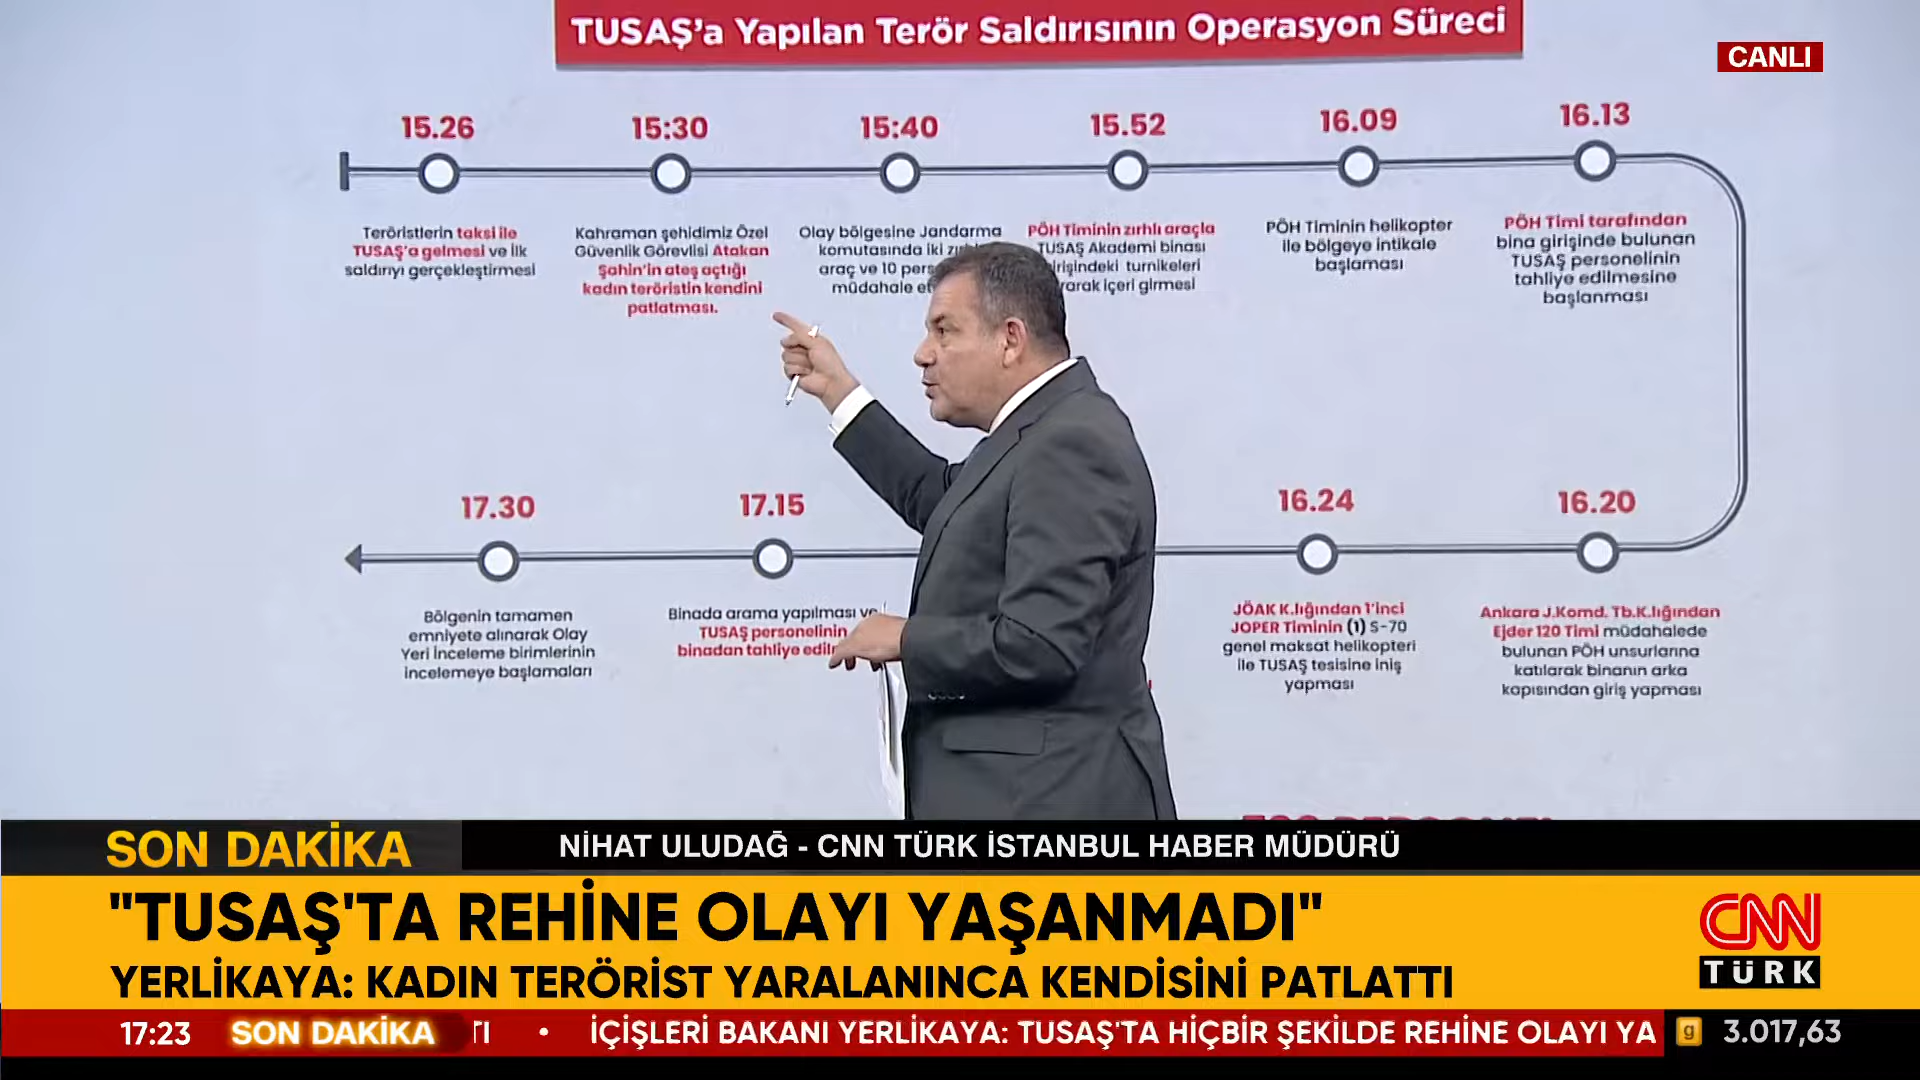 TUSAŞ'a Yapılan Terör Saldırısının Operasyon Süreci
CANLI
15.26
15:30
15:40
15.52
16.09
16.13
Teröristlerin taksi ile
TUSAŞ'a gelmesi ve ilk
saldırıyı gerçekleştirmesi
Kahraman şehidimiz Özel
Güvenlik Görevlisi Atakan
Şahin'in ateş açtığı
kadın teröristin kendini
patlatması.
Olay bölgesine Jandarma
komutasında iki
araç ve 10
müdahale
PÖH Timinin zırhlı araçla
TUSAŞ Akademi binası
turnikeleri
içeri girmesi
PÖH Timinin helikopter
ile bölgeye intikale
başlaması
PÖH Timi tarafından
bina girişinde bulunan
TUSAŞ personelinin
tahliye edilmesine
başlanması
17.30
17.15
16.24
16.20
Bölgenin tamamen
emniyete alınarak Olay
Yeri İnceleme birimlerinin
incelemeye başlamaları
Binada arama yapılması ve
TUSAŞ personelinin
binadan tahliye
JÖAK K.lığından 1'inci
JOPER Timinin (1) S-70
genel maksat helikopteri
ile TUSAŞ tesisine iniş
yapması
Ankara J.Komd. Tb.K.lığından
Ejder 120 Timi müdahalede
bulunan PÖH unsurlarına
katılarak binanın arka
kapısından giriş yapması
SON DAKİKA
NİHAT ULUDAĞ - CNN TÜRK İSTANBUL HABER MÜDÜRÜ
"TUSAŞ'TA REHİNE OLAYI YAŞANMADI"
YERLİKAYA: KADIN TERÖRİST YARALANINCA KENDİSİNİ PATLATTI
CNN
TÜRK
17:23 SON DAKİKA TI • İÇİŞLERİ BAKANI YERLİKAYA: TUSAŞ'TA HİÇBİR ŞEKİLDE REHİNE OLAYI YA g 3.017,63